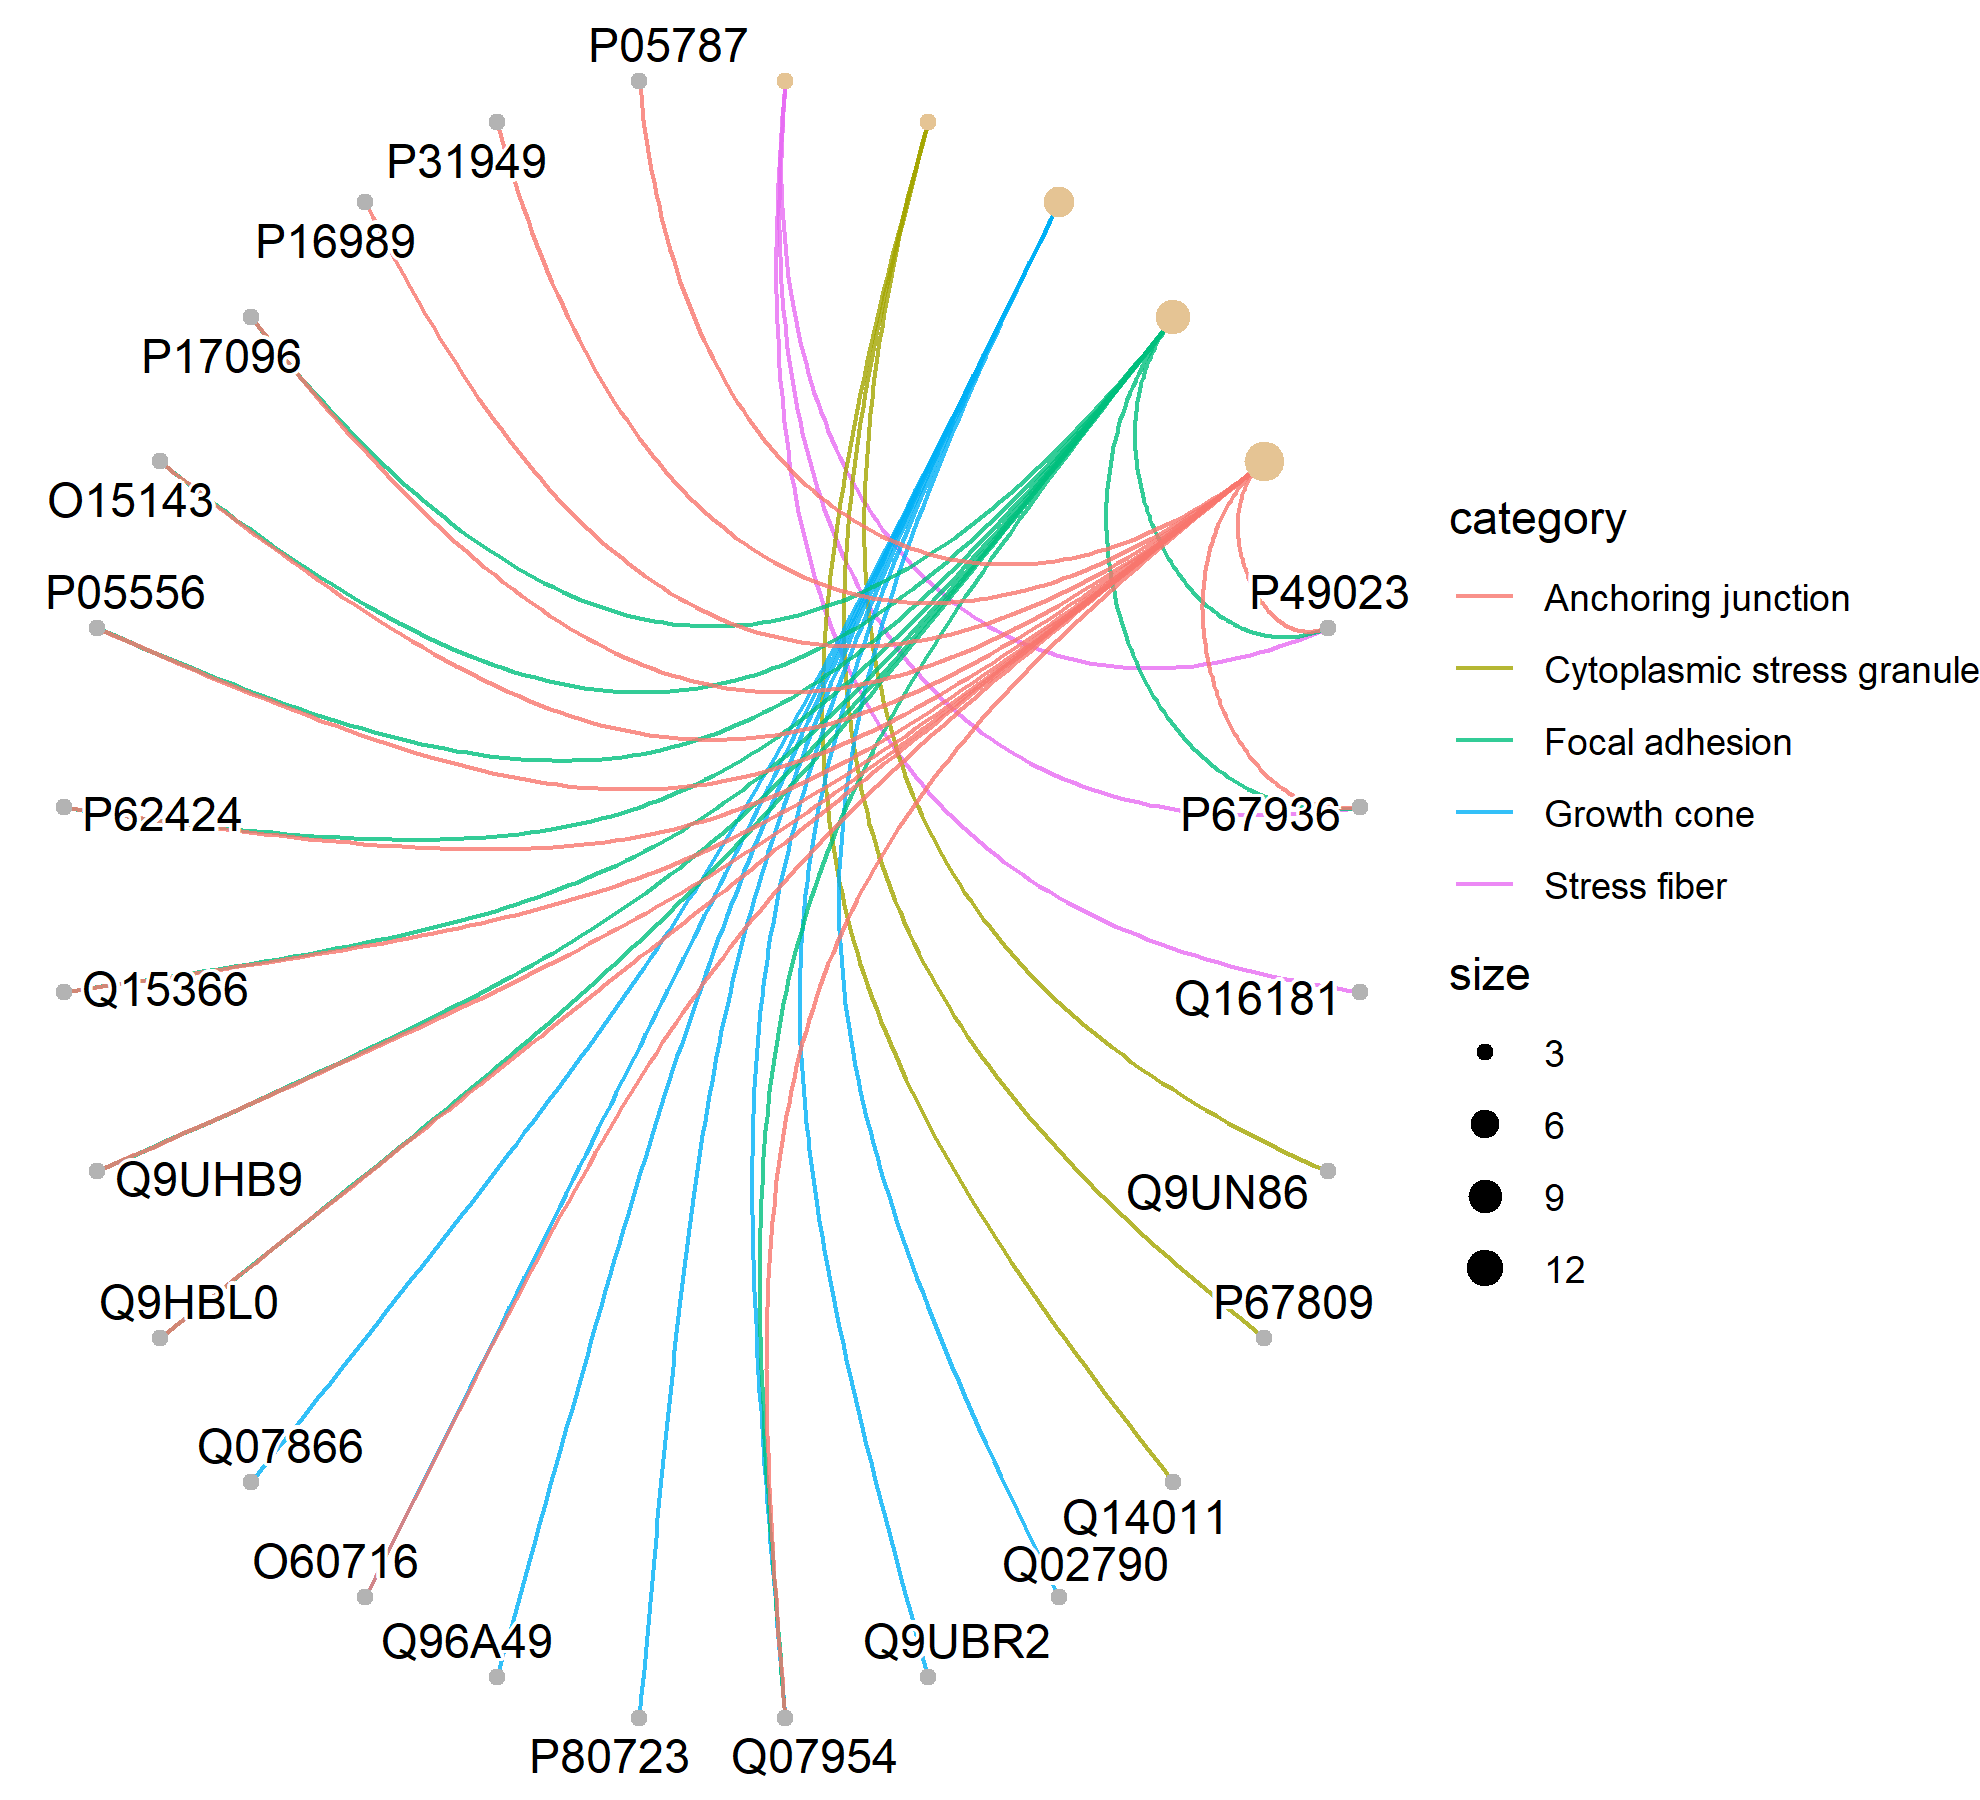 P05787
P31949
P16989
P17096
O15143
P05556
P62424
Q15366
Q9UHB9
Q9HBL0
Q07866
O60716
Q96A49
P80723
Q07954
Q9UBR2
Q02790
Q14011
P67809
Q9UN86
Q16181
P67936
P49023
category
Anchoring junction
Cytoplasmic stress granule
Focal adhesion
Growth cone
Stress fiber
size
3
6
9
12